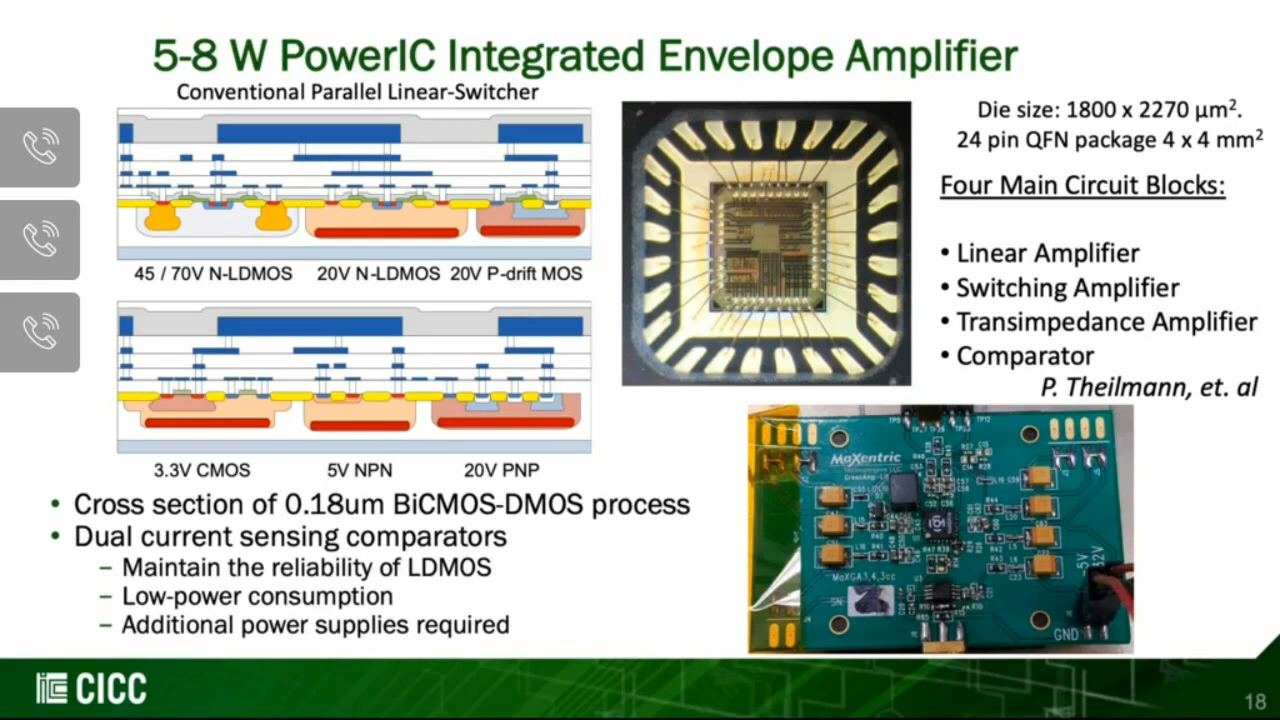 5-8 W PowerIC Integrated Envelope Amplifier
Conventional Parallel Linear-Switcher
45 / 70V N-LDMOS 20V N-LDMOS 20V P-drift MOS
3.3V CMOS 5V NPN 20V PNP
Die size: 1800 x 2270 µm².
24 pin QFN package 4 x 4 mm²
Four Main Circuit Blocks:
• Linear Amplifier
• Switching Amplifier
• Transimpedance Amplifier
• Comparator
P. Theilmann, et. al
• Cross section of 0.18um BiCMOS-DMOS process
• Dual current sensing comparators
– Maintain the reliability of LDMOS
– Low-power consumption
– Additional power supplies required
MaXentric
MaXGA3,4,3cc
SN
5V
32V
GND
CICC
18